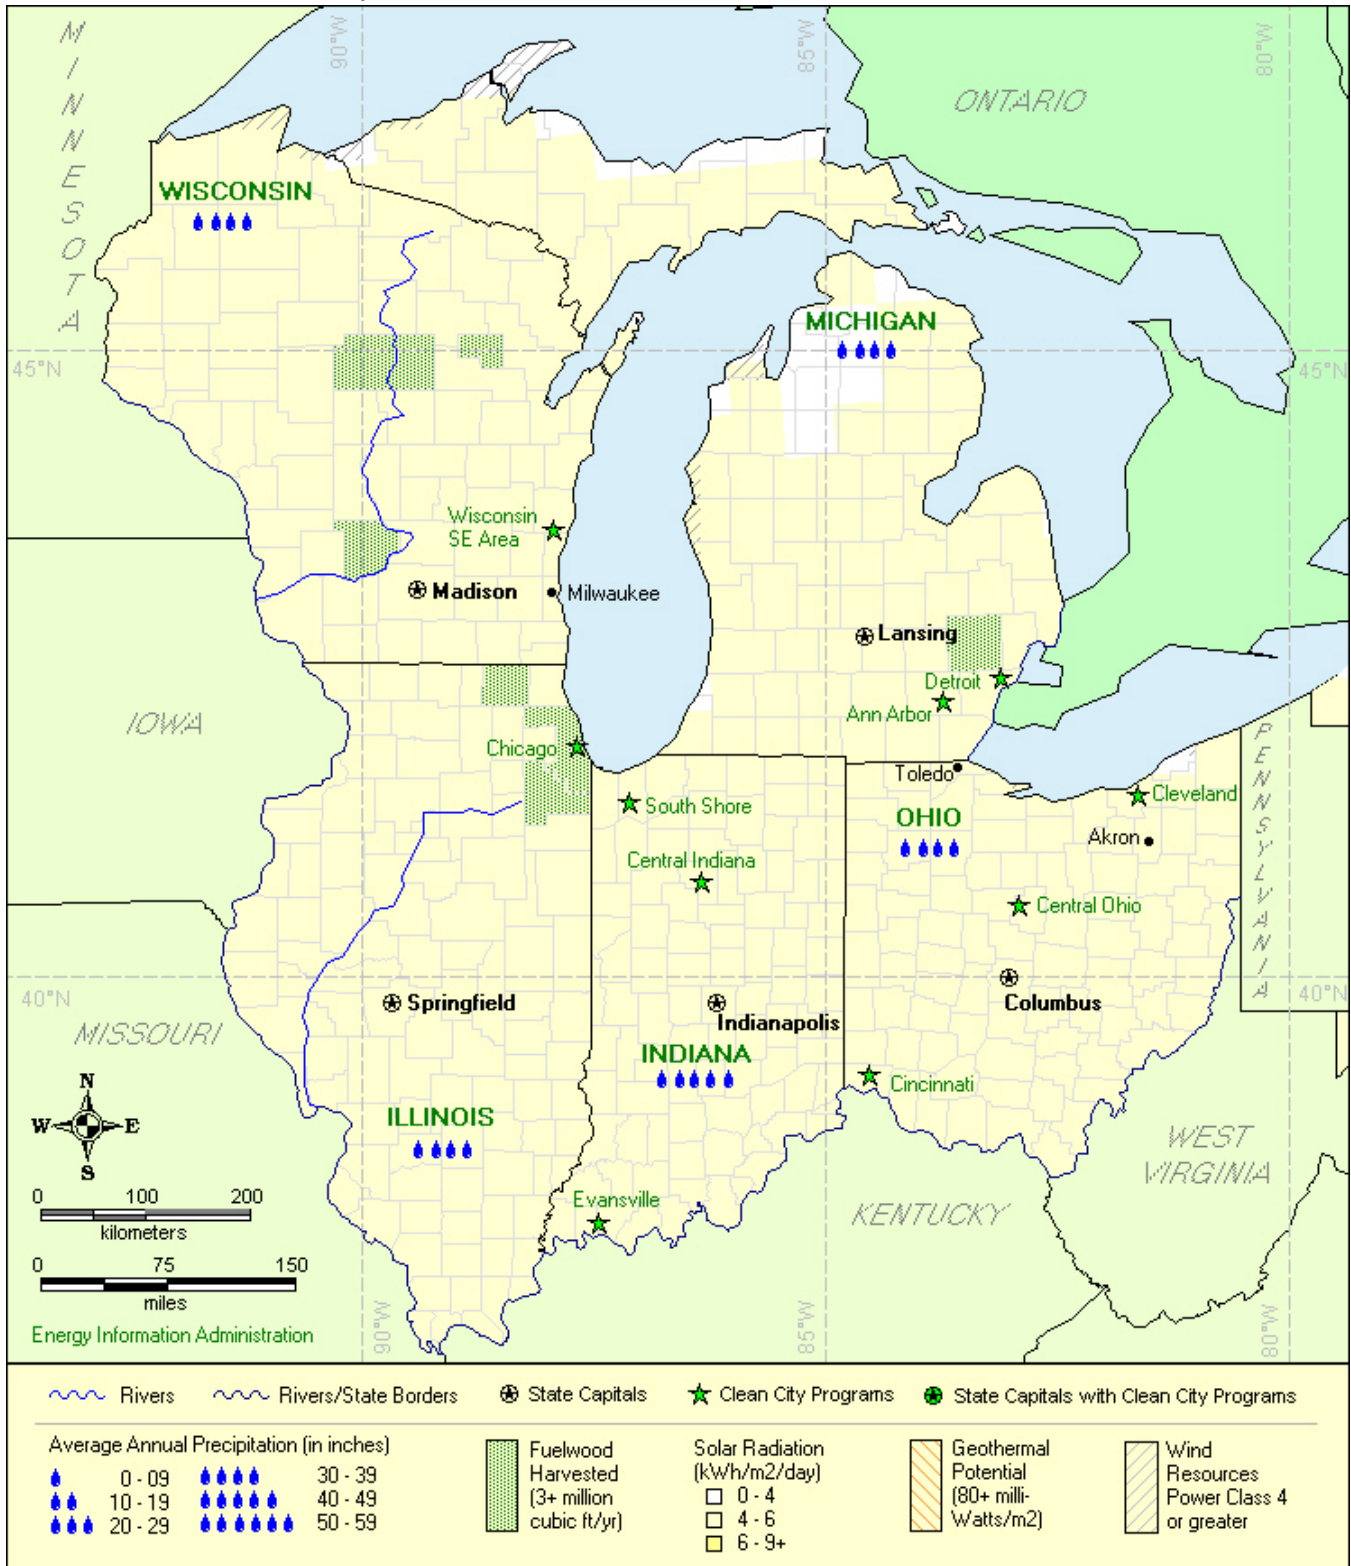 MINNESOTA
90°W
85°W
80°W
ONTARIO
WISCONSIN
MICHIGAN
45°N
45°N
Wisconsin
SE Area
Madison
Milwaukee
Lansing
Detroit
Ann Arbor
IOWA
Chicago
PENNSYLVANIA
Toledo
Cleveland
South Shore
OHIO
Akron
Central Indiana
Central Ohio
40°N
40°N
Springfield
Columbus
Indianapolis
MISSOURI
INDIANA
Cincinnati
N
W
E
S
ILLINOIS
WEST
VIRGINIA
KENTUCKY
Evansville
0 100 200
kilometers
0 75 150
miles
90°W
85°W
80°W
Energy Information Administration
Rivers
Rivers/State Borders
State Capitals
Clean City Programs
State Capitals with Clean City Programs
Average Annual Precipitation (in inches)
0 - 09
10 - 19
20 - 29
30 - 39
40 - 49
50 - 59
Fuelwood
Harvested
(3+ million
cubic ft/yr)
Solar Radiation
(kWh/m2/day)
0 - 4
4 - 6
6 - 9+
Geothermal
Potential
(80+ milli-
Watts/m2)
Wind
Resources
Power Class 4
or greater